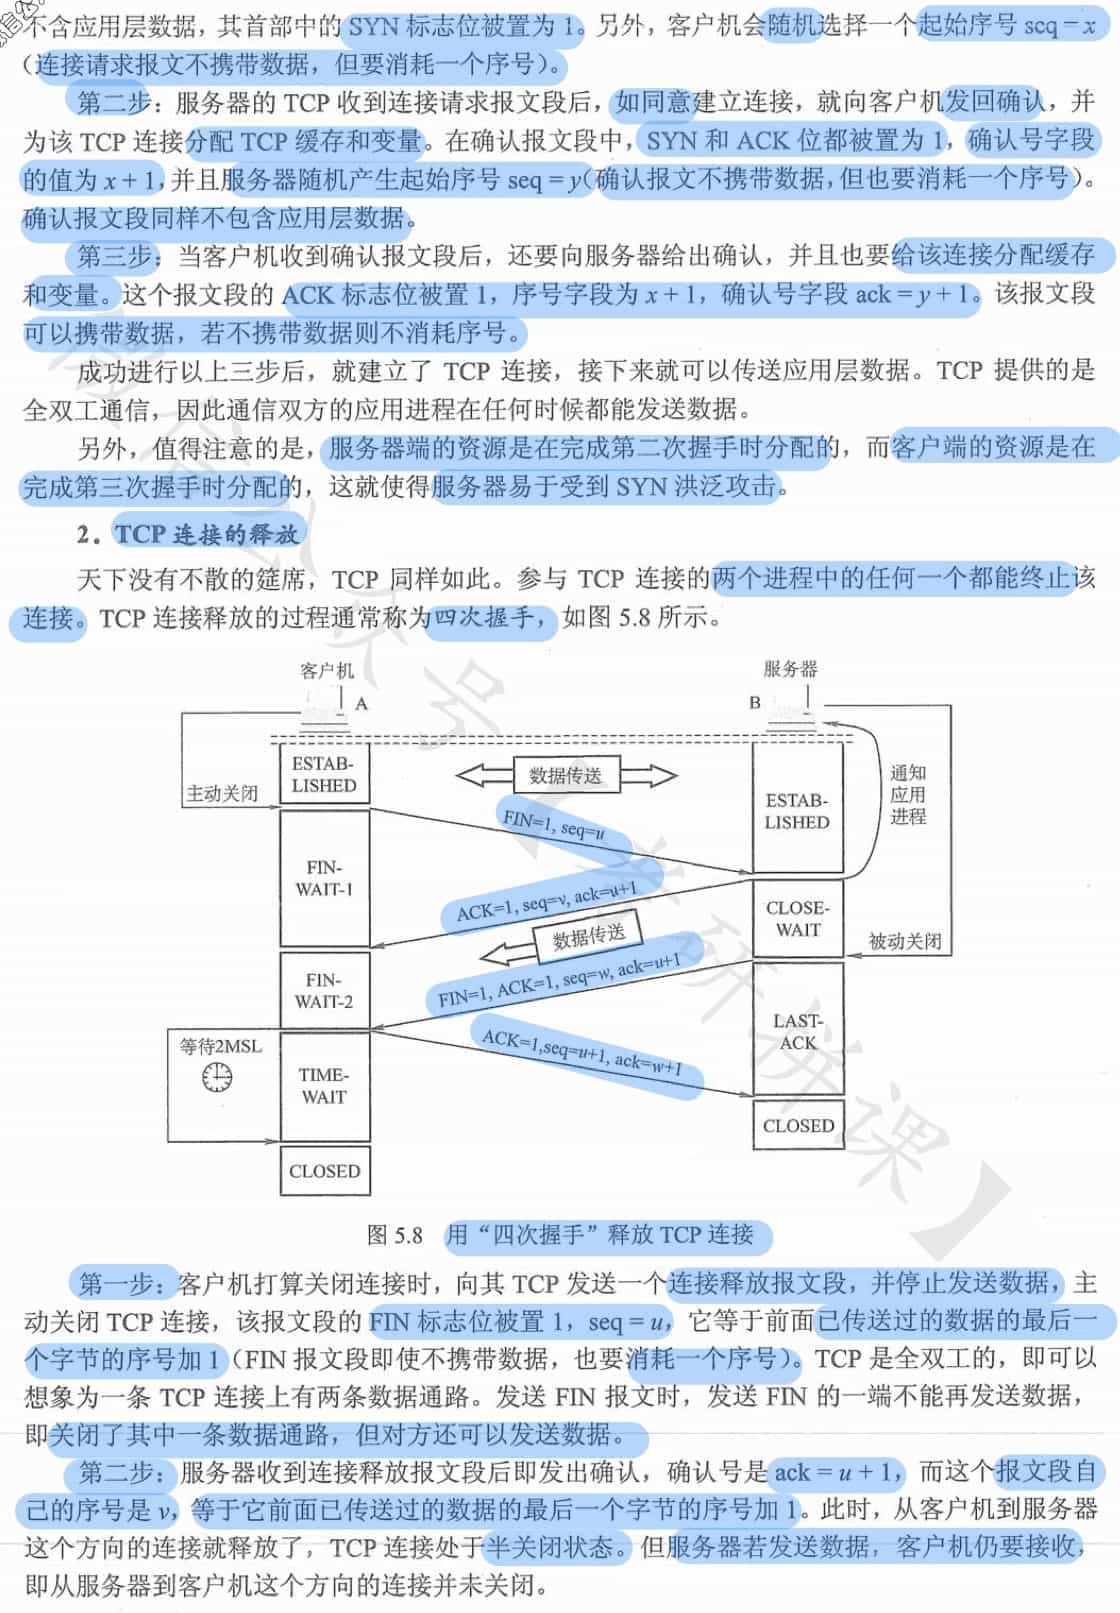 不含应用层数据，其首部中的 SYN 标志位被置为 1。另外，客户机会随机选择一个起始序号 seq = x
（连接请求报文不携带数据，但要消耗一个序号）。
第二步：服务器的 TCP 收到连接请求报文段后，如同意建立连接，就向客户机发回确认，并
为该 TCP 连接分配 TCP 缓存和变量。在确认报文段中，SYN 和 ACK 位都被置为 1，确认号字段
的值为 x + 1，并且服务器随机产生起始序号 seq = y（确认报文不携带数据，但也要消耗一个序号）。
确认报文段同样不包含应用层数据。
第三步：当客户机收到确认报文段后，还要向服务器给出确认，并且也要给该连接分配缓存
和变量。这个报文段的 ACK 标志位被置 1，序号字段为 x + 1，确认号字段 ack = y + 1。该报文段
可以携带数据，若不携带数据则不消耗序号。
成功进行以上三步后，就建立了 TCP 连接，接下来就可以传送应用层数据。TCP 提供的是
全双工通信，因此通信双方的应用进程在任何时候都能发送数据。
另外，值得注意的是，服务器端的资源是在完成第二次握手时分配的，而客户端的资源是在
完成第三次握手时分配的，这就使得服务器易于受到 SYN 洪泛攻击。
2。TCP 连接的释放
天下没有不散的筵席，TCP 同样如此。参与 TCP 连接的两个进程中的任何一个都能终止该
连接。TCP 连接释放的过程通常称为四次握手，如图 5.8 所示。
客户机
服务器
A
B
ESTAB-
LISHED
数据传送
主动关闭
ESTAB-
LISHED
通知
应用
进程
FIN=1, seq=u
FIN-
WAIT-1
ACK=1, seq=v, ack=u+1
CLOSE-
WAIT
数据传送
被动关闭
FIN=1, ACK=1, seq=w, ack=u+1
FIN-
WAIT-2
LAST-
ACK
等待2MSL
ACK=1,seq=u+1, ack=w+1
TIME-
WAIT
CLOSED
CLOSED
图 5.8 用“四次握手”释放 TCP 连接
第一步：客户机打算关闭连接时，向其 TCP 发送一个连接释放报文段，并停止发送数据，主
动关闭 TCP 连接，该报文段的 FIN 标志位被置 1，seq = u，它等于前面已传送过的数据的最后一
个字节的序号加 1（FIN 报文段即使不携带数据，也要消耗一个序号）。TCP 是全双工的，即可以
想象为一条 TCP 连接上有两条数据通路。发送 FIN 报文时，发送 FIN 的一端不能再发送数据，
即关闭了其中一条数据通路，但对方还可以发送数据。
第二步：服务器收到连接释放报文段后即发出确认，确认号是 ack = u + 1，而这个报文段自
己的序号是 v，等于它前面已传送过的数据的最后一个字节的序号加 1。此时，从客户机到服务器
这个方向的连接就释放了，TCP 连接处于半关闭状态。但服务器若发送数据，客户机仍要接收，
即从服务器到客户机这个方向的连接并未关闭。
微信公众号【考研拼课】